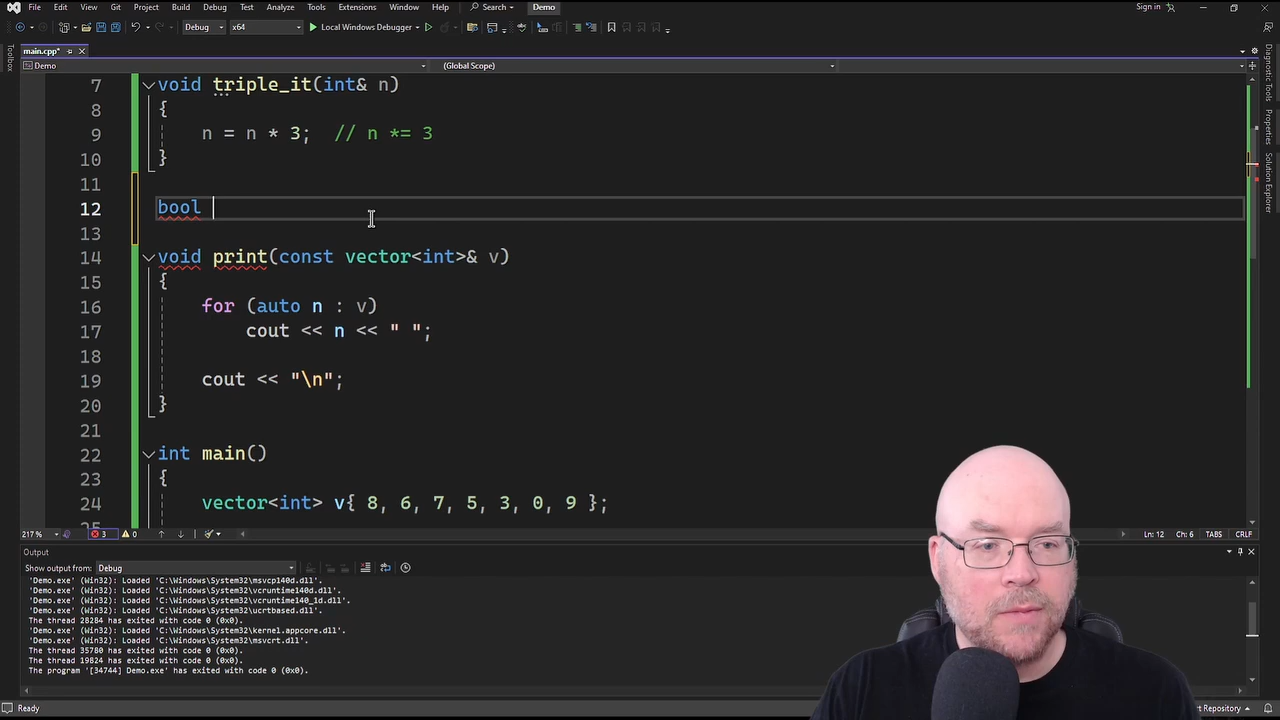 File Edit View Git Project Build Debug Test Analyze Tools Extensions Window Help Search Demo Sign in
Debug x64 Local Windows Debugger
main.cpp*
Demo (Global Scope)
7 void triple_it(int& n)
8 {
9 n = n * 3; // n *= 3
10 }
11
12 bool
13
14 void print(const vector<int>& v)
15 {
16 for (auto n : v)
17 cout << n << " ";
18
19 cout << "\n";
20 }
21
22 int main()
23 {
24 vector<int> v{ 8, 6, 7, 5, 3, 0, 9 };
25
217 % 3 0 Ln: 12 Ch: 6 TABS CRLF
Output
Show output from: Debug
'Demo.exe' (Win32): Loaded 'C:\Windows\System32\msvcp140d.dll'.
'Demo.exe' (Win32): Loaded 'C:\Windows\System32\vcruntime140d.dll'.
'Demo.exe' (Win32): Loaded 'C:\Windows\System32\vcruntime140_1d.dll'.
'Demo.exe' (Win32): Loaded 'C:\Windows\System32\ucrtbased.dll'.
The thread 28284 has exited with code 0 (0x0).
'Demo.exe' (Win32): Loaded 'C:\Windows\System32\kernel.appcore.dll'.
'Demo.exe' (Win32): Loaded 'C:\Windows\System32\msvcrt.dll'.
The thread 35780 has exited with code 0 (0x0).
The thread 19824 has exited with code 0 (0x0).
The program '[34744] Demo.exe' has exited with code 0 (0x0).
Ready
Repository
Toolbox
Diagnostic Tools
Properties
Solution Explorer